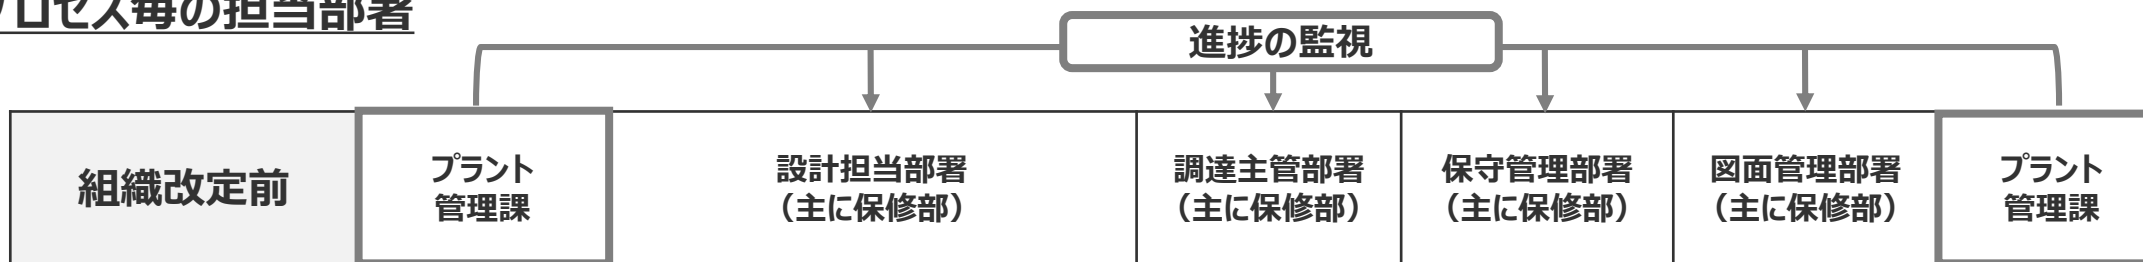 プロセス毎の担当部署
進捗の監視
組織改定前
プラント
管理課
設計担当部署
（主に保修部）
調達主管部署
（主に保修部）
保守管理部署
（主に保修部）
図面管理部署
（主に保修部）
プラント
管理課